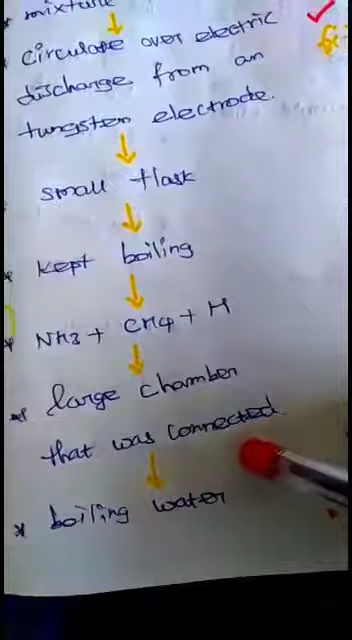 * mixture
↓
* circulate over electric
discharge from an
tungsten electrode.
↓
small flask
↓
* kept boiling
↓
* NH3 + CH4 + H
↓
* large chamber
that was connected
↓
* boiling water